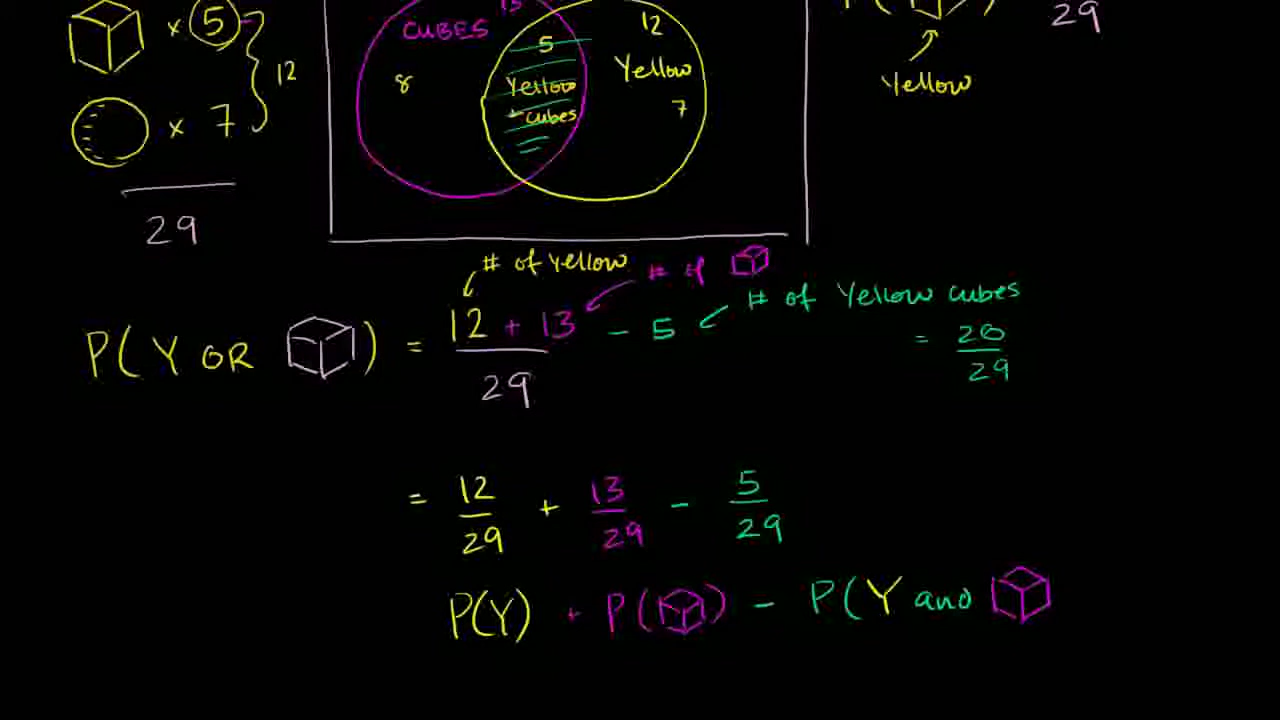 × 5
12
× 7
29
CUBES 13
8
5
Yellow
cubes
12
Yellow
7
29
Yellow
# of Yellow
# of
# of Yellow cubes
P(Y OR ) = 12 + 13 - 5
29
= 20
29
= 12 + 13 - 5
29 29 29
P(Y) + P( ) - P(Y and